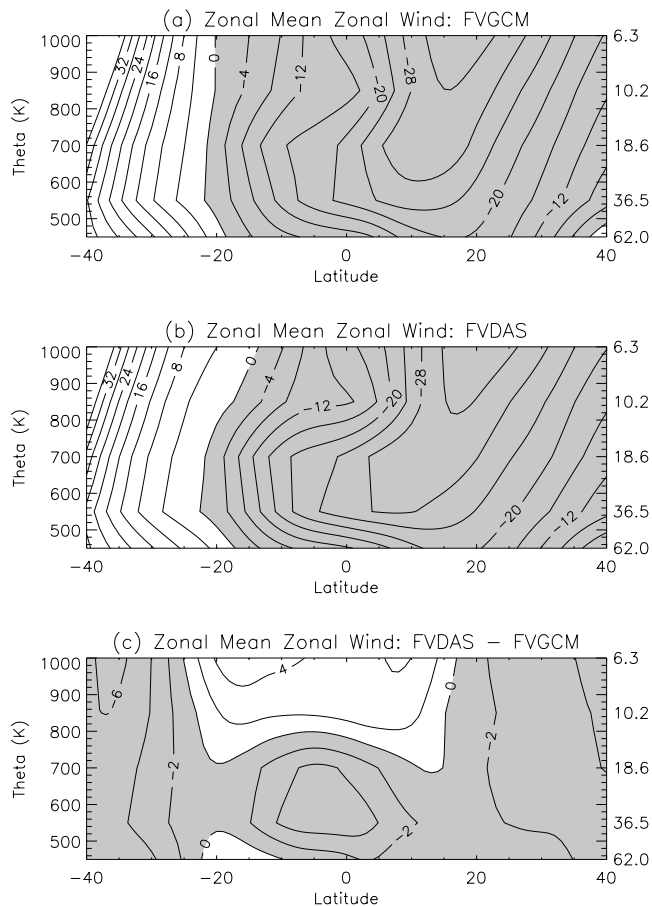 (a) Zonal Mean Zonal Wind: FVGCM
1000 6.3
32 24 16 8 0 −4 −12 −20 −28
900 10.2
800
Theta (K)
700 18.6
600
−20 −12
500 36.5
62.0
−40 −20 0 20 40
Latitude
(b) Zonal Mean Zonal Wind: FVDAS
1000 6.3
32 24 16 8 0 −4 −12 −20 −28
900 10.2
800
Theta (K)
700 18.6
600
−20 −12
500 36.5
62.0
−40 −20 0 20 40
Latitude
(c) Zonal Mean Zonal Wind: FVDAS − FVGCM
1000 6.3
−6 4 0
900 10.2
800
−2 −2
Theta (K)
700 18.6
600
500 36.5
0 −2
62.0
−40 −20 0 20 40
Latitude